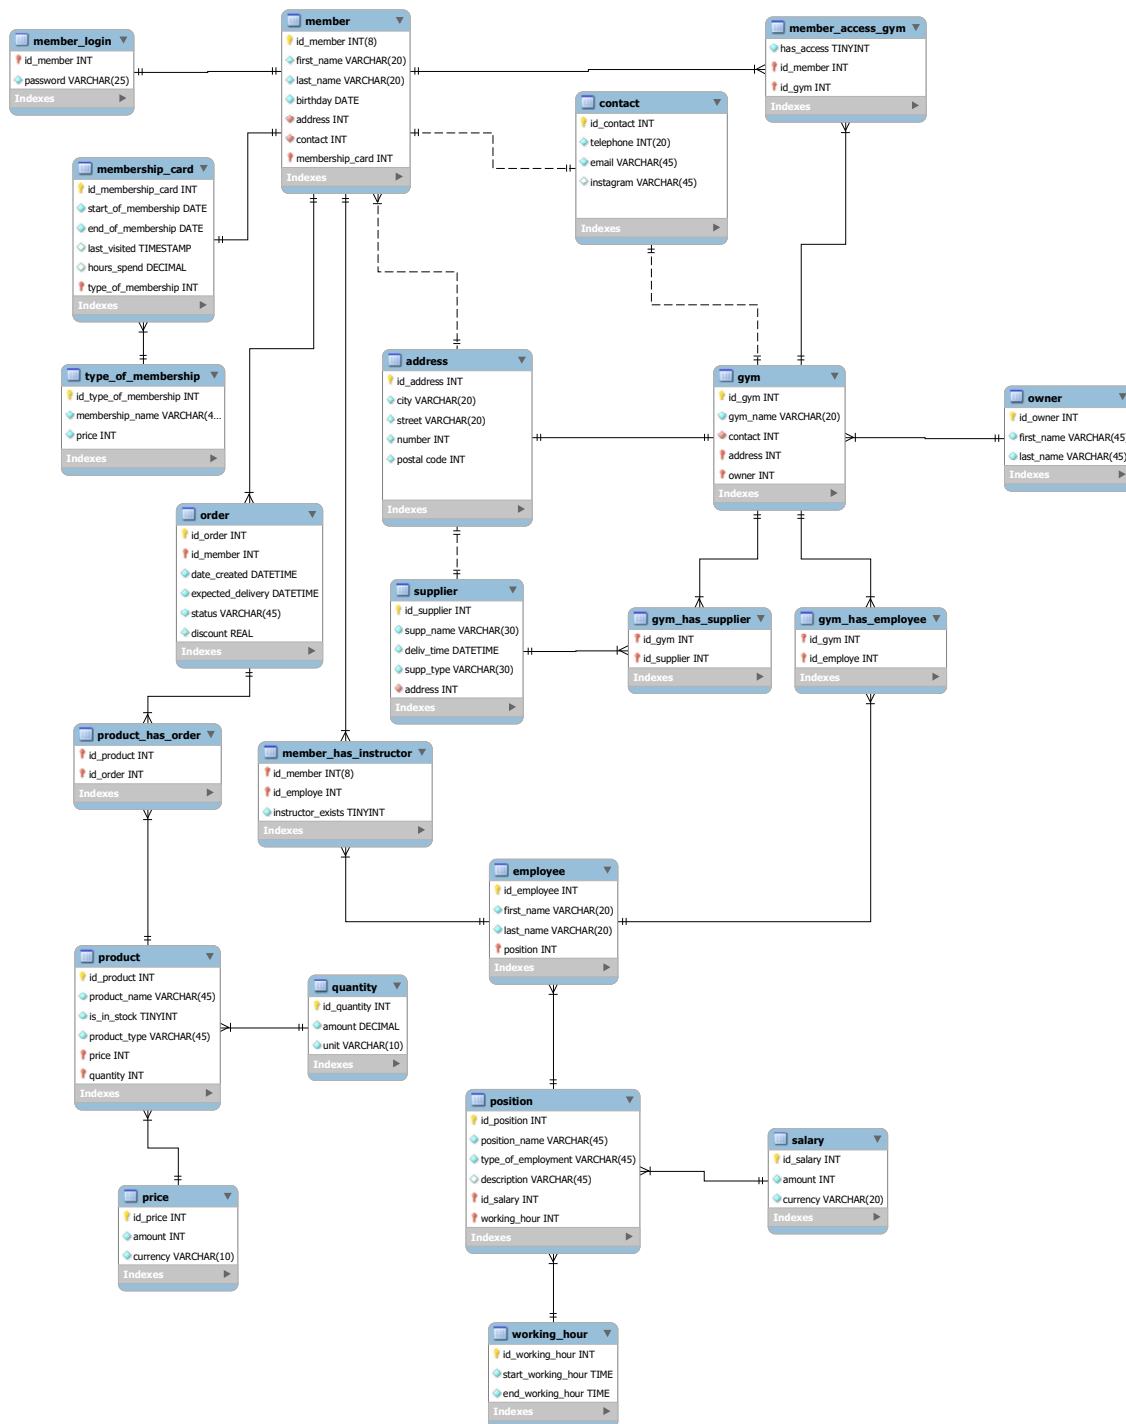 member_login
id_member INT
password VARCHAR(25)
Indexes
member
id_member INT(8)
first_name VARCHAR(20)
last_name VARCHAR(20)
birthday DATE
address INT
contact INT
membership_card INT
Indexes
member_access_gym
has_access TINYINT
id_member INT
id_gym INT
Indexes
contact
id_contact INT
telephone INT(20)
email VARCHAR(45)
instagram VARCHAR(45)
Indexes
membership_card
id_membership_card INT
start_of_membership DATE
end_of_membership DATE
last_visited TIMESTAMP
hours_spend DECIMAL
type_of_membership INT
Indexes
type_of_membership
id_type_of_membership INT
membership_name VARCHAR(4...
price INT
Indexes
address
id_address INT
city VARCHAR(20)
street VARCHAR(20)
number INT
postal code INT
Indexes
gym
id_gym INT
gym_name VARCHAR(20)
contact INT
address INT
owner INT
Indexes
owner
id_owner INT
first_name VARCHAR(45)
last_name VARCHAR(45)
Indexes
order
id_order INT
id_member INT
date_created DATETIME
expected_delivery DATETIME
status VARCHAR(45)
discount REAL
Indexes
supplier
id_supplier INT
supp_name VARCHAR(30)
deliv_time DATETIME
supp_type VARCHAR(30)
address INT
Indexes
gym_has_supplier
id_gym INT
id_supplier INT
Indexes
gym_has_employee
id_gym INT
id_employe INT
Indexes
product_has_order
id_product INT
id_order INT
Indexes
member_has_instructor
id_member INT(8)
id_employe INT
instructor_exists TINYINT
Indexes
employee
id_employee INT
first_name VARCHAR(20)
last_name VARCHAR(20)
position INT
Indexes
product
id_product INT
product_name VARCHAR(45)
is_in_stock TINYINT
product_type VARCHAR(45)
price INT
quantity INT
Indexes
quantity
id_quantity INT
amount DECIMAL
unit VARCHAR(10)
Indexes
position
id_position INT
position_name VARCHAR(45)
type_of_employment VARCHAR(45)
description VARCHAR(45)
id_salary INT
working_hour INT
Indexes
salary
id_salary INT
amount INT
currency VARCHAR(20)
Indexes
price
id_price INT
amount INT
currency VARCHAR(10)
Indexes
working_hour
id_working_hour INT
start_working_hour TIME
end_working_hour TIME
Indexes